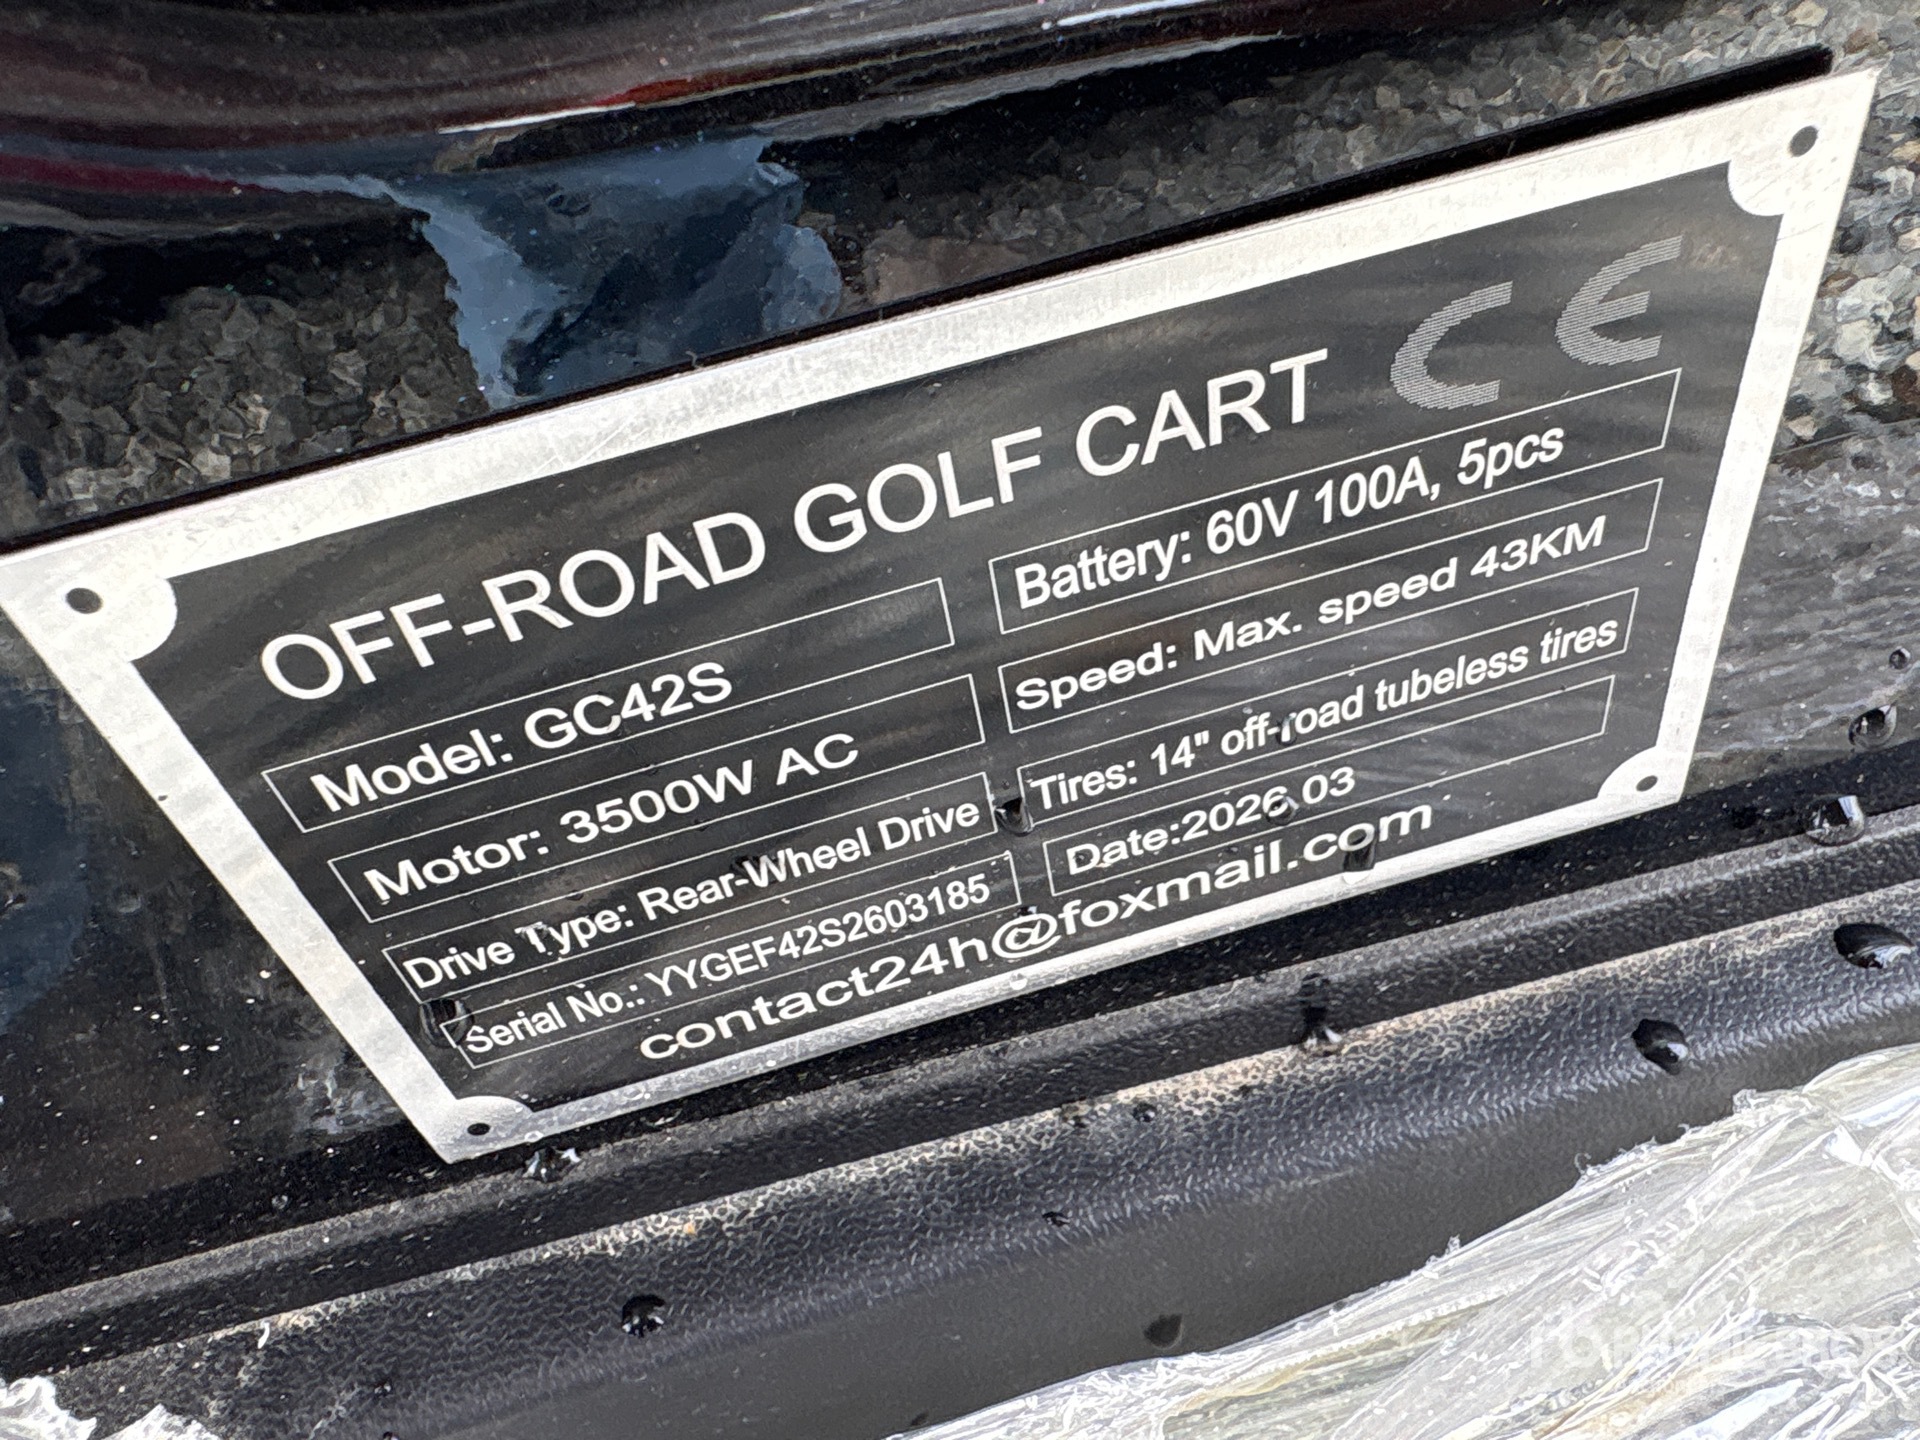 OFF-ROAD GOLF CART CE
Model: GC42S
Battery: 60V 100A, 5pcs
Motor: 3500W AC
Speed: Max. speed 43KM
Drive Type: Rear-Wheel Drive
Tires: 14" off-road tubeless tires
Serial No.: YYGEF42S2603185
Date:2026.03
contact24h@foxmail.com